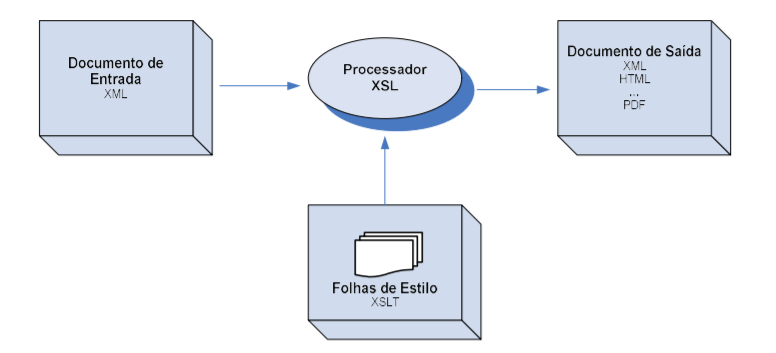 Documento de
Entrada
XML
Processador
XSL
Documento de Saída
XML
HTML
...
PDF
Folhas de Estilo
XSLT